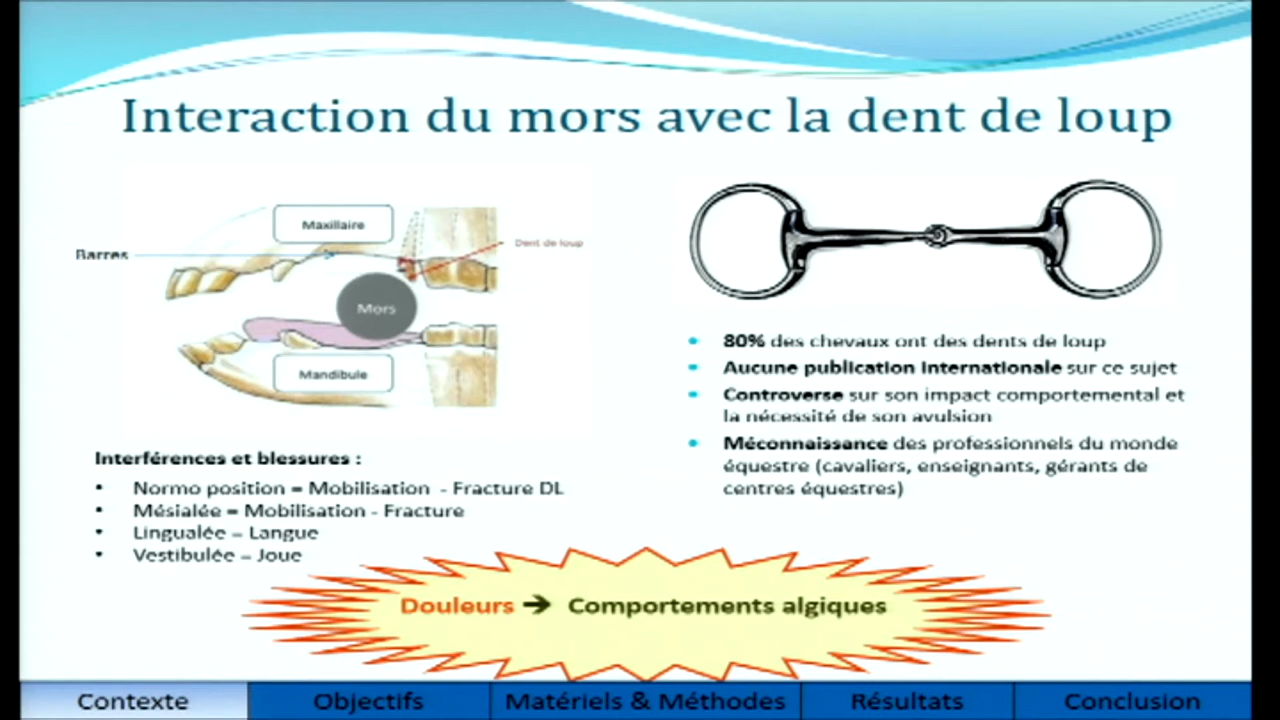 Interaction du mors avec la dent de loup
Maxillaire
Barres
Dent de loup
Mors
Mandibule
Interférences et blessures :
• Normo position = Mobilisation - Fracture DL
• Mésialée = Mobilisation - Fracture
• Lingualée = Langue
• Vestibulée = Joue
• 80% des chevaux ont des dents de loup
• Aucune publication internationale sur ce sujet
• Controverse sur son impact comportemental et
la nécessité de son avulsion
• Méconnaissance des professionnels du monde
équestre (cavaliers, enseignants, gérants de
centres équestres)
Douleurs → Comportements algiques
Contexte
Objectifs
Matériels & Méthodes
Résultats
Conclusion